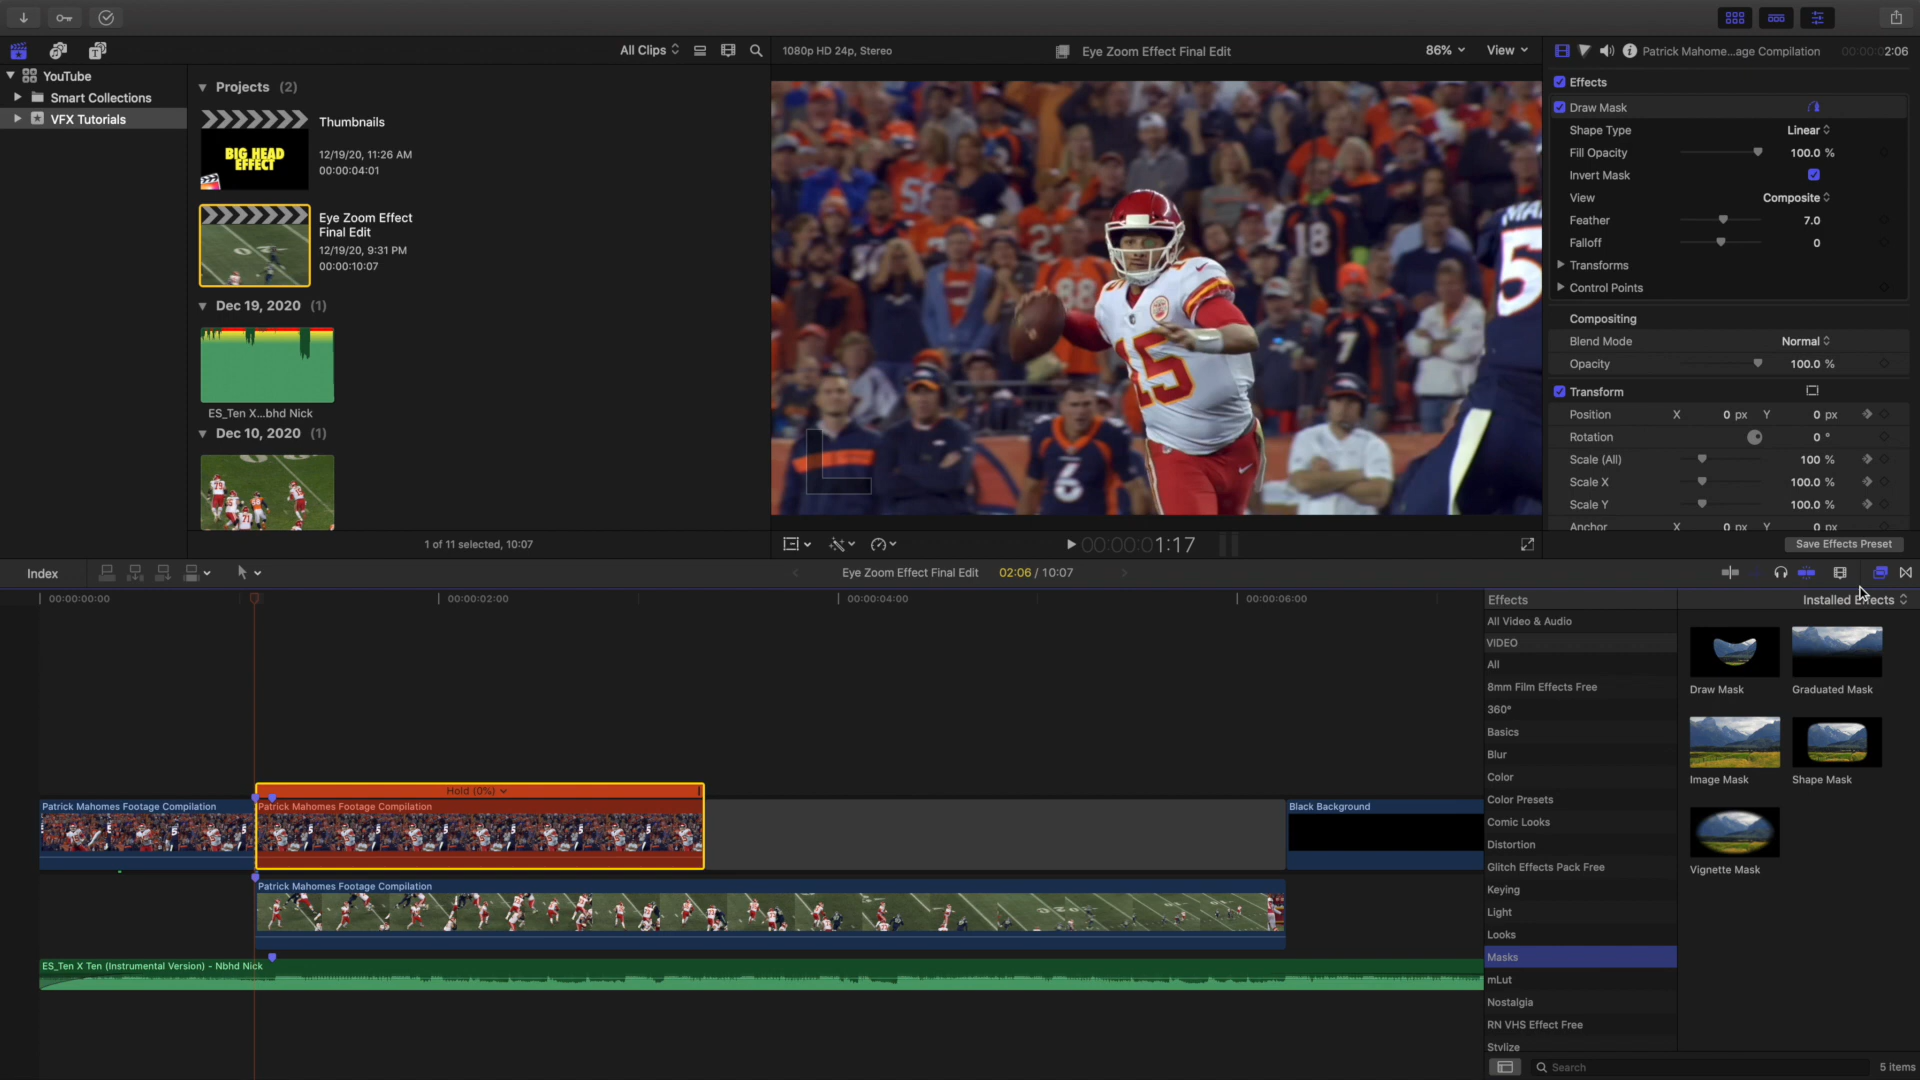 All Clips
1080p HD 24p, Stereo
Eye Zoom Effect Final Edit
86%
View
Patrick Mahome...age Compilation
00:00:02:06
YouTube
Smart Collections
VFX Tutorials
Projects (2)
Thumbnails
12/19/20, 11:26 AM
00:00:04:01
BIG HEAD
EFFECT
Eye Zoom Effect
Final Edit
12/19/20, 9:31 PM
00:00:10:07
Dec 19, 2020 (1)
ES_Ten X...bhd Nick
Dec 10, 2020 (1)
1 of 11 selected, 10:07
15
18
88
7
6
5
00:00:01:17
Effects
Draw Mask
Shape Type Linear
Fill Opacity 100.0 %
Invert Mask
View Composite
Feather 7.0
Falloff 0
Transforms
Control Points
Compositing
Blend Mode Normal
Opacity 100.0 %
Transform
Position X 0 px Y 0 px
Rotation 0 °
Scale (All) 100 %
Scale X 100.0 %
Scale Y 100.0 %
Anchor X 0 px Y 0 px
Save Effects Preset
Index
Eye Zoom Effect Final Edit 02:06 / 10:07
00:00:00:00
00:00:02:00
00:00:04:00
00:00:06:00
Hold (0%)
Patrick Mahomes Footage Compilation
Patrick Mahomes Footage Compilation
Black Background
Patrick Mahomes Footage Compilation
ES_Ten X Ten (Instrumental Version) - Nbhd Nick
Effects
Installed Effects
All Video & Audio
VIDEO
All
8mm Film Effects Free
360°
Basics
Blur
Color
Color Presets
Comic Looks
Distortion
Glitch Effects Pack Free
Keying
Light
Looks
Masks
mLut
Nostalgia
RN VHS Effect Free
Stylize
Draw Mask
Graduated Mask
Image Mask
Shape Mask
Vignette Mask
Search
5 items